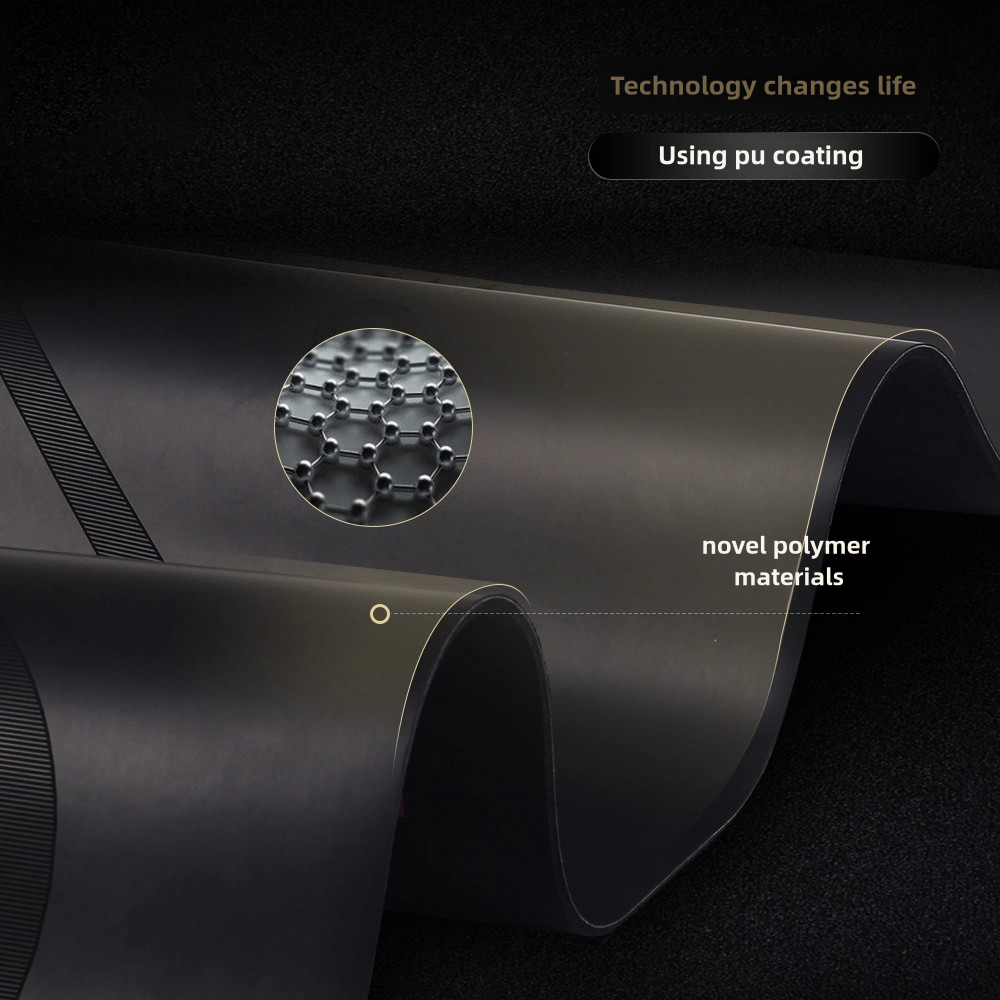 Technology changes life
Using pu coating
novel polymer
materials